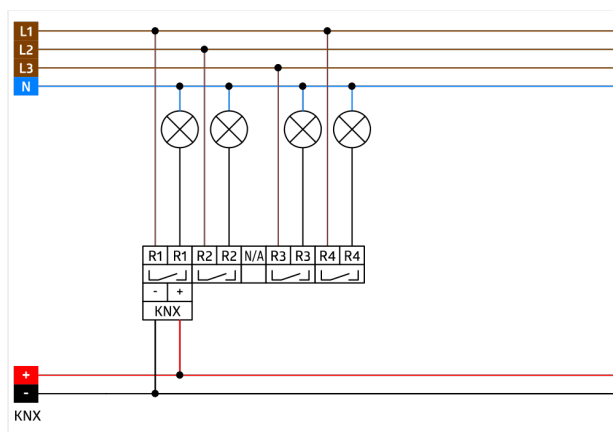 L1
L2
L3
N
R1 R1 R2 R2 N/A R3 R3 R4 R4
- +
KNX
+
-
KNX